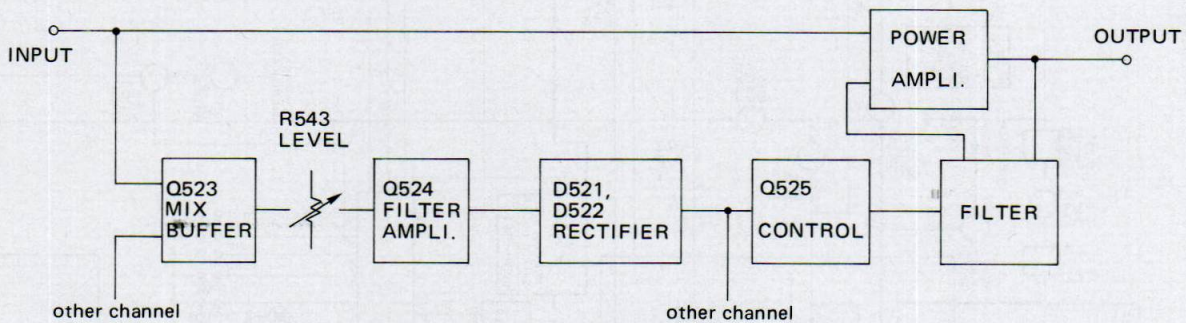 INPUT
POWER
AMPLI.
OUTPUT
R543
LEVEL
Q523
MIX
BUFFER
Q524
FILTER
AMPLI.
D521,
D522
RECTIFIER
Q525
CONTROL
FILTER
other channel
other channel